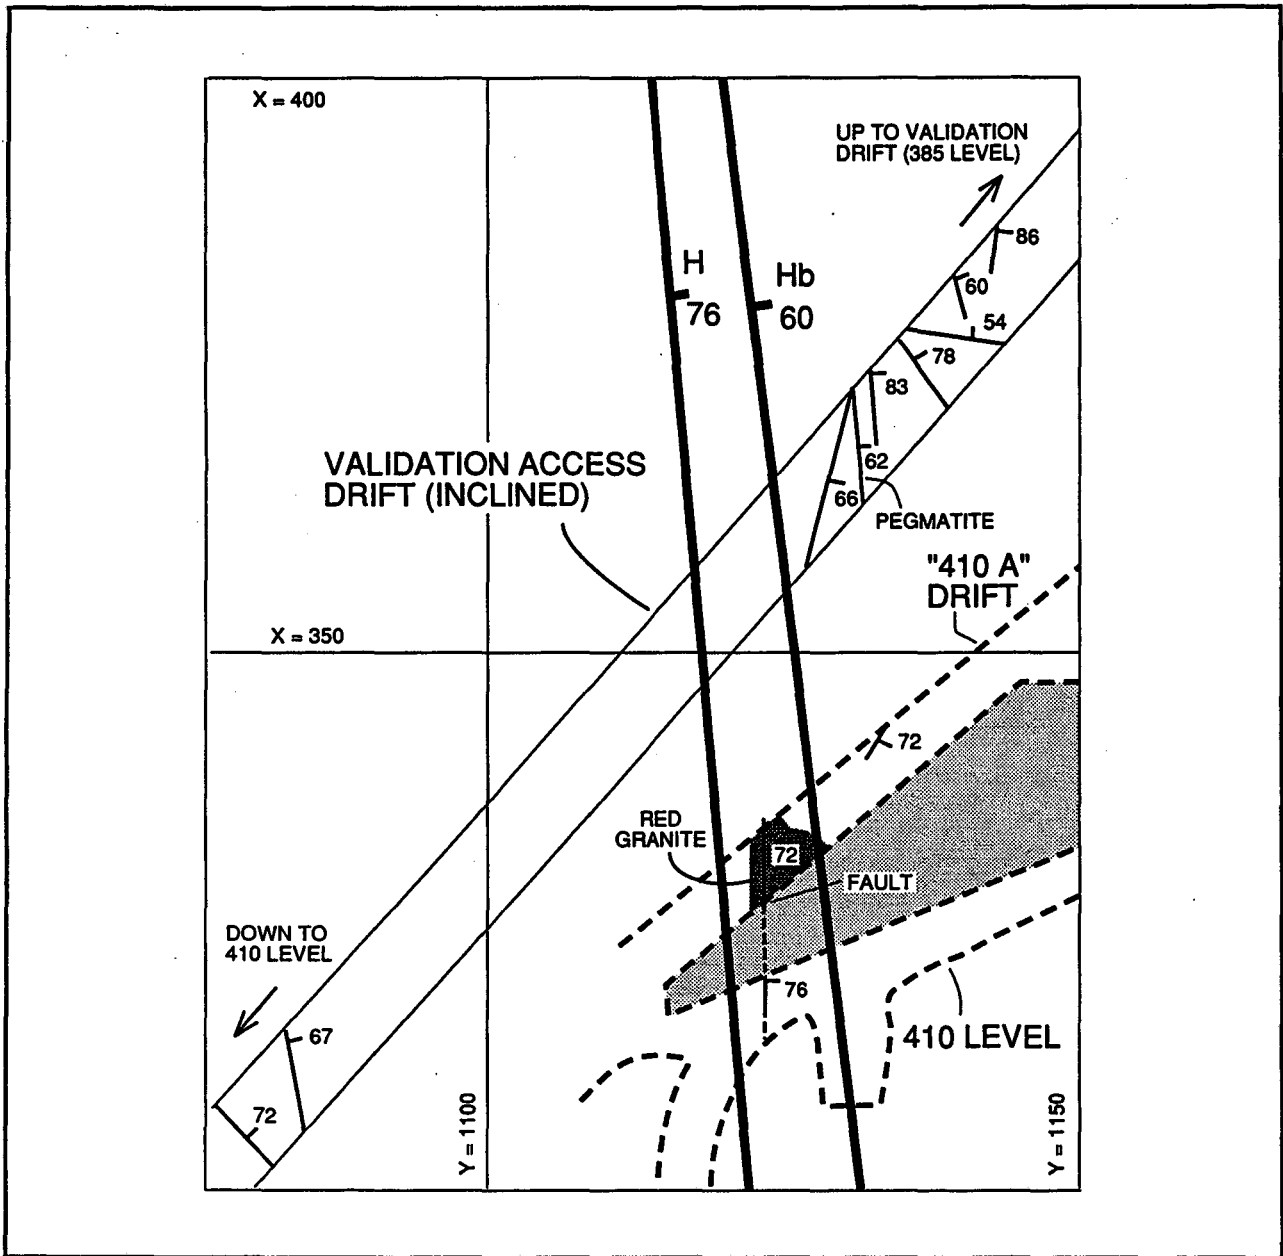 X = 400
UP TO VALIDATION
DRIFT (385 LEVEL)
86
H
76
Hb
60
60
54
78
83
62
66
PEGMATITE
VALIDATION ACCESS
DRIFT (INCLINED)
"410 A"
DRIFT
X = 350
72
RED
GRANITE
72
FAULT
DOWN TO
410 LEVEL
76
67
410 LEVEL
72
Y = 1100
Y = 1150